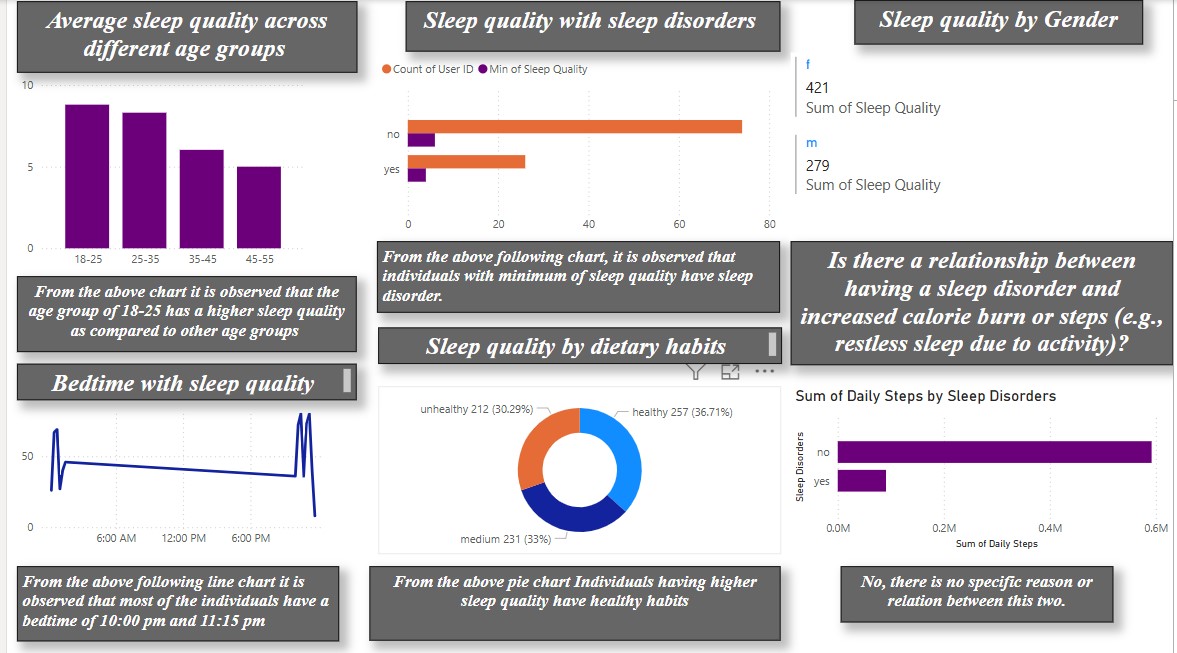 Average sleep quality across
different age groups
10
5
0
18-25
25-35
35-45
45-55
From the above chart it is observed that the
age group of 18-25 has a higher sleep quality
as compared to other age groups
Bedtime with sleep quality
50
0
6:00 AM
12:00 PM
6:00 PM
From the above following line chart it is
observed that most of the individuals have a
bedtime of 10:00 pm and 11:15 pm
Sleep quality with sleep disorders
Count of User ID
Min of Sleep Quality
no
yes
0
20
40
60
80
From the above following chart, it is observed that
individuals with minimum of sleep quality have sleep
disorder.
Sleep quality by dietary habits
unhealthy 212 (30.29%)
healthy 257 (36.71%)
medium 231 (33%)
From the above pie chart Individuals having higher
sleep quality have healthy habits
Sleep quality by Gender
f
421
Sum of Sleep Quality
m
279
Sum of Sleep Quality
Is there a relationship between
having a sleep disorder and
increased calorie burn or steps (e.g.,
restless sleep due to activity)?
Sum of Daily Steps by Sleep Disorders
Sleep Disorders
no
yes
0.0M
0.2M
0.4M
0.6M
Sum of Daily Steps
No, there is no specific reason or
relation between this two.